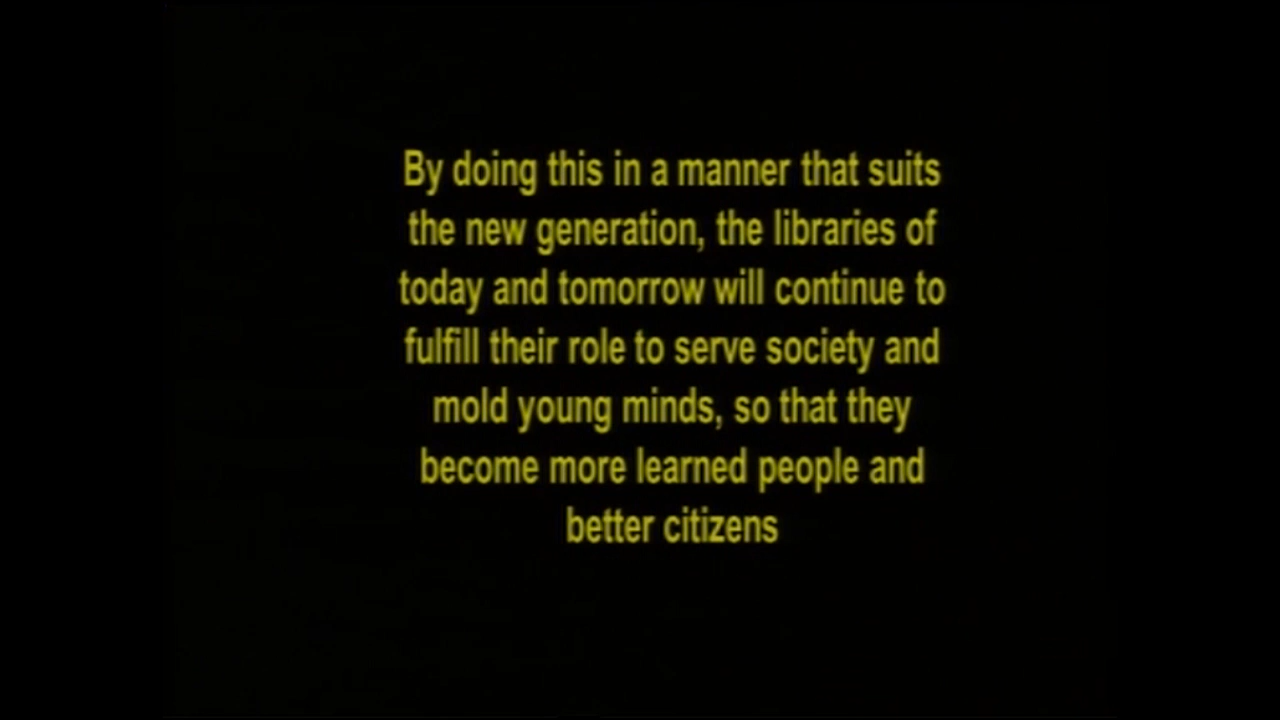 By doing this in a manner that suits
the new generation, the libraries of
today and tomorrow will continue to
fulfill their role to serve society and
mold young minds, so that they
become more learned people and
better citizens